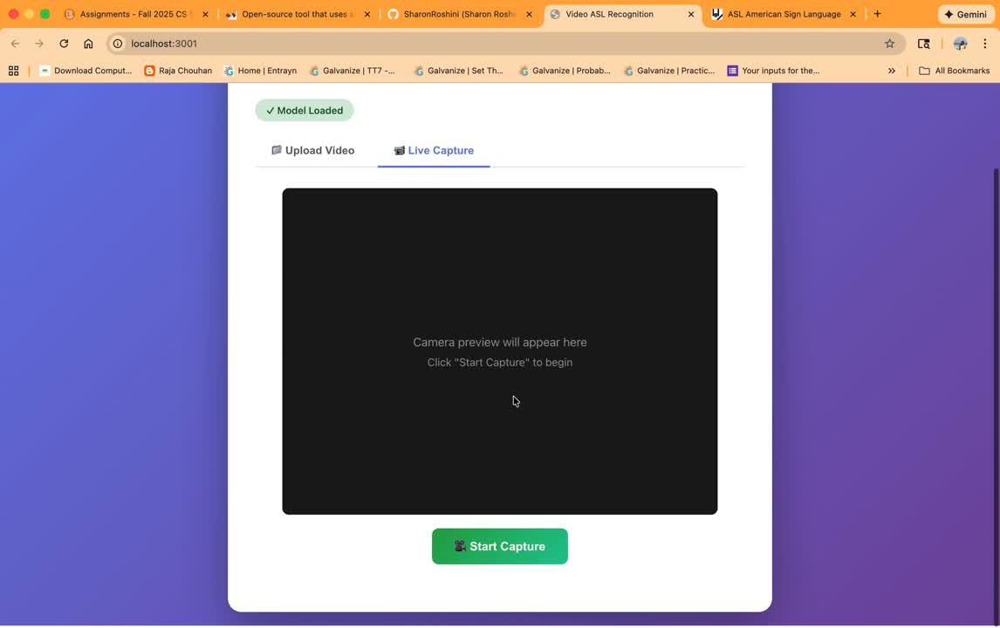 Assignments - Fall 2025 CS
Open-source tool that uses
SharonRoshini (Sharon Rosh
Video ASL Recognition
ASL American Sign Language
Gemini
localhost:3001
Download Comput...
Raja Chouhan
Home | Entrayn
Galvanize | TT7 -...
Galvanize | Set Th...
Galvanize | Probab...
Galvanize | Practic...
Your inputs for the...
All Bookmarks
✓ Model Loaded
Upload Video
Live Capture
Camera preview will appear here
Click "Start Capture" to begin
Start Capture